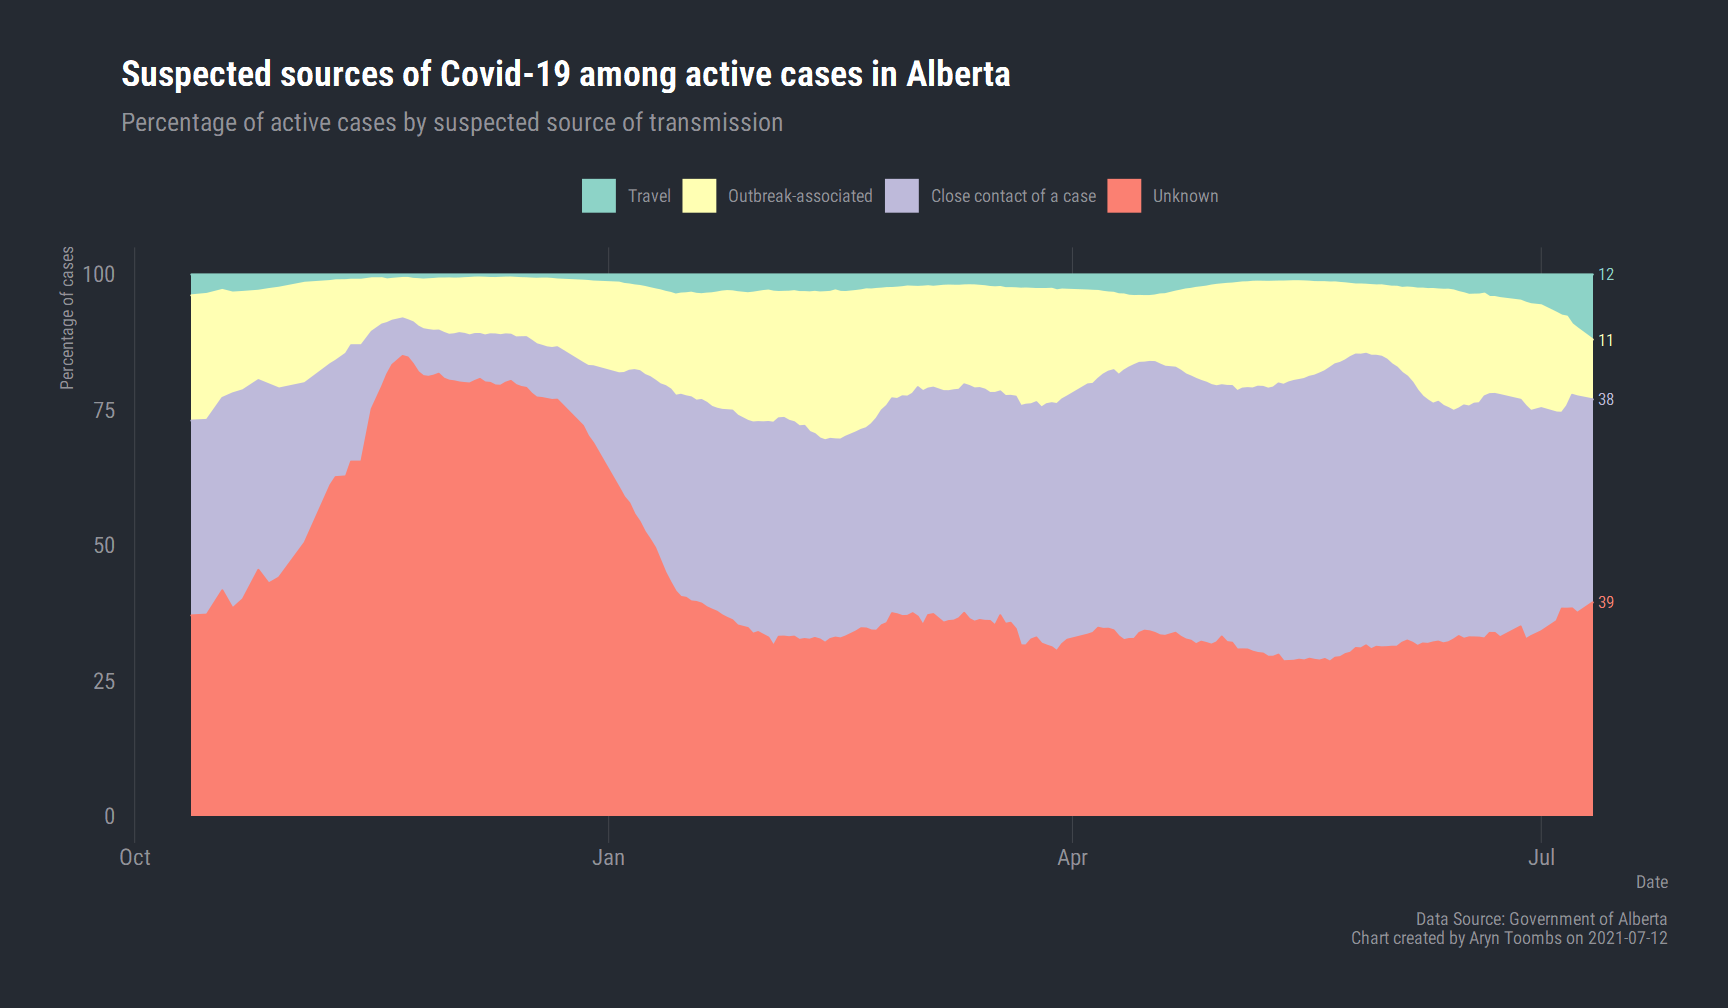 Suspected sources of Covid-19 among active cases in Alberta
Percentage of active cases by suspected source of transmission
Travel Outbreak-associated Close contact of a case Unknown
Percentage of cases
100
75
50
25
0
12
11
38
39
Oct Jan Apr Jul
Date
Data Source: Government of Alberta
Chart created by Aryn Toombs on 2021-07-12